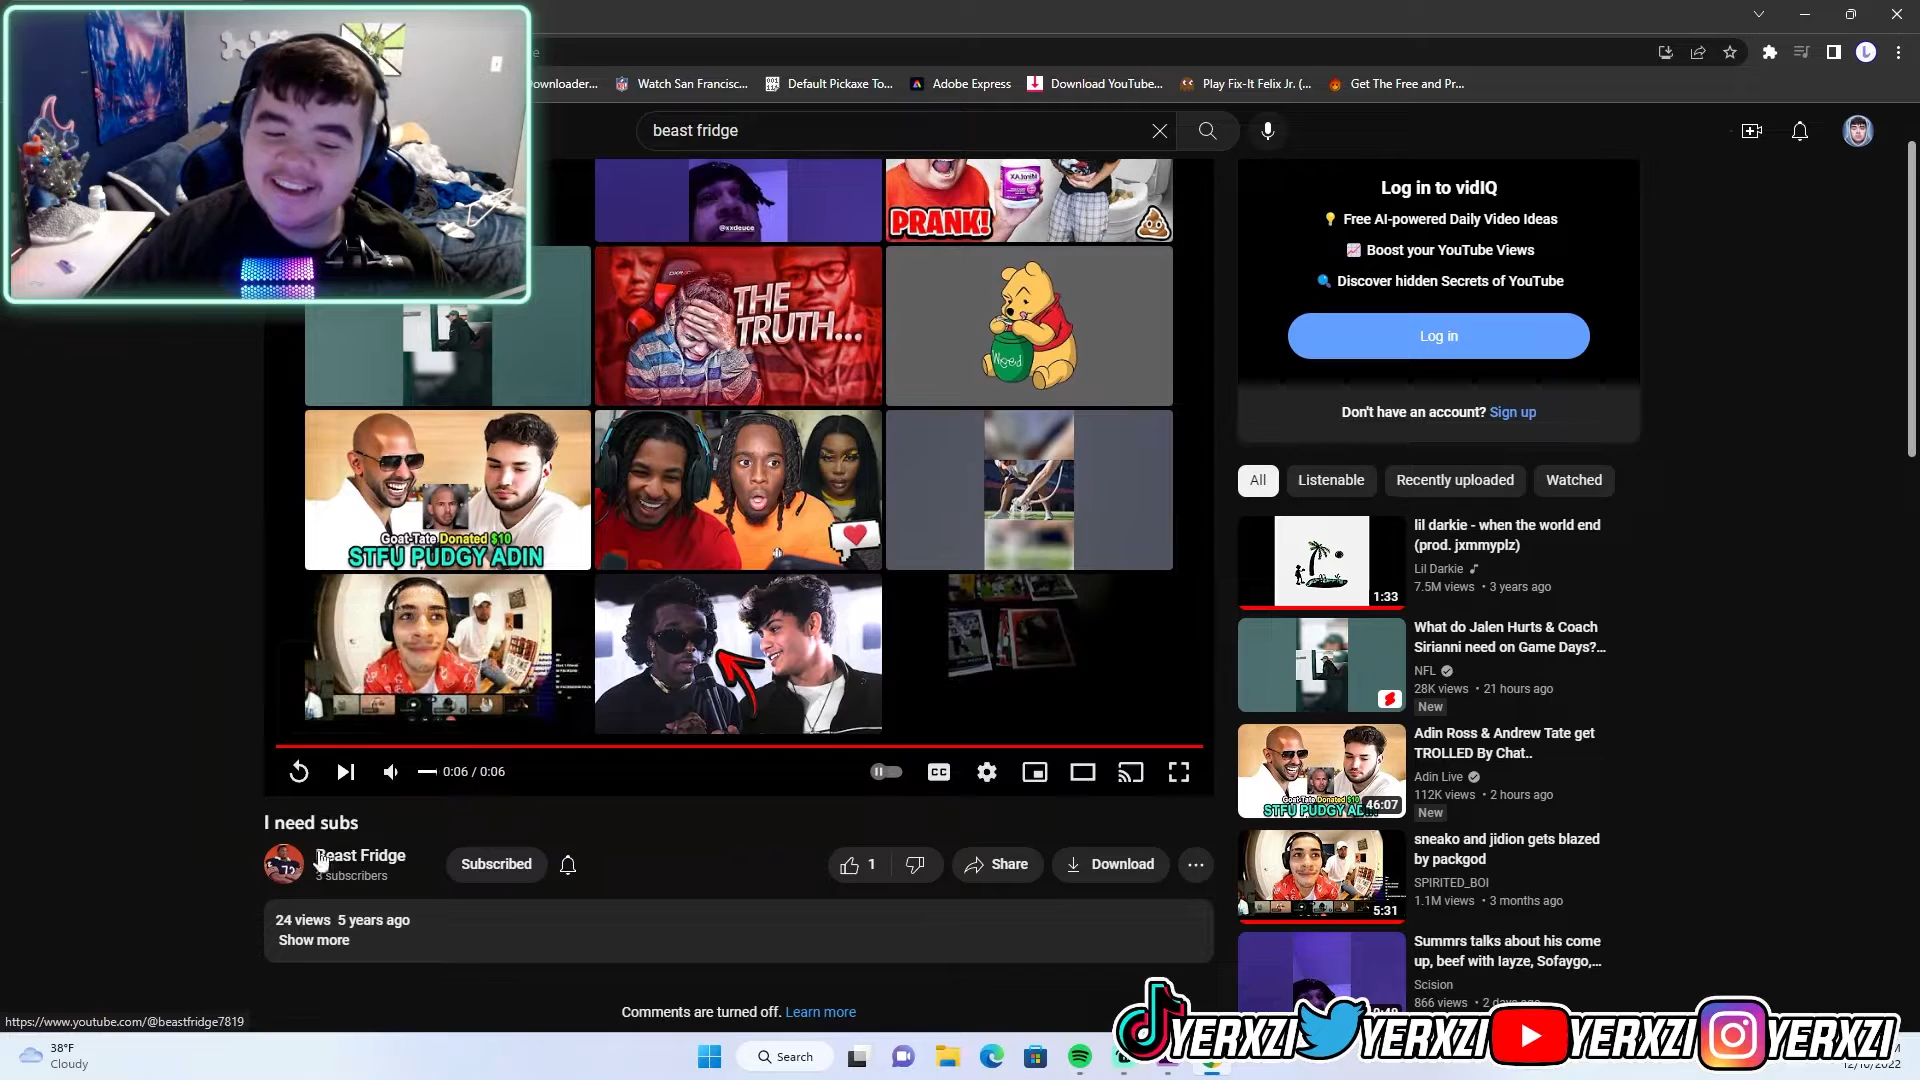 ownloader...
Watch San Francisc...
Default Pickaxe To...
Adobe Express
Download YouTube...
Play Fix-It Felix Jr. (...
Get The Free and Pr...
beast fridge
@xxdeuce
PRANK!
THE
TRUTH...
Goat-Tate Donated $10
STFU PUDGY ADIN
0:06 / 0:06
CC
I need subs
Beast Fridge
3 subscribers
Subscribed
1
Share
Download
24 views 5 years ago
Show more
Comments are turned off. Learn more
Log in to vidIQ
Free AI-powered Daily Video Ideas
Boost your YouTube Views
Discover hidden Secrets of YouTube
Log in
Don't have an account? Sign up
All
Listenable
Recently uploaded
Watched
1:33
lil darkie - when the world end
(prod. jxmmyplz)
Lil Darkie
7.5M views • 3 years ago
What do Jalen Hurts & Coach
Sirianni need on Game Days?...
NFL
28K views • 21 hours ago
New
46:07
Adin Ross & Andrew Tate get
TROLLED By Chat..
Adin Live
112K views • 2 hours ago
New
5:31
sneako and jidion gets blazed
by packgod
SPIRITED_BOI
1.1M views • 3 months ago
Summrs talks about his come
up, beef with Iayze, Sofaygo,...
Scision
866 views • 2 days ago
https://www.youtube.com/@beastfridge7819
38°F
Cloudy
Search
YERXZI
YERXZI
YERXZI
YERXZI
12/10/2022